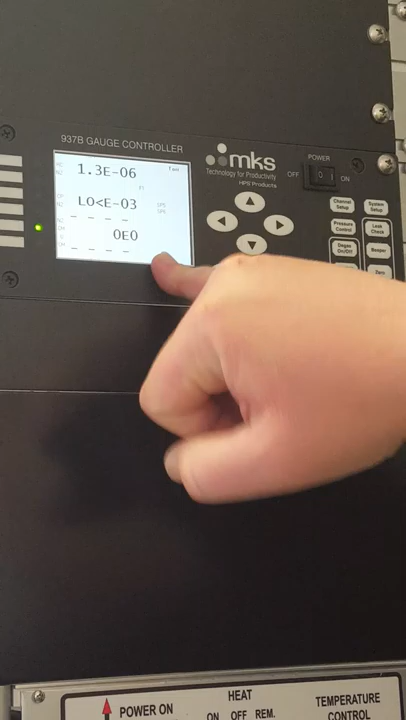 937B GAUGE CONTROLLER
1.3E-06
Torr
LO<E-03
0E0
mks
Technology for Productivity
HPS Products
POWER
OFF
ON
Channel Setup
System Setup
Pressure Control
Leak Check
Degas On/Off
Beeper
Zero
POWER ON
HEAT
ON OFF REM.
TEMPERATURE
CONTROL